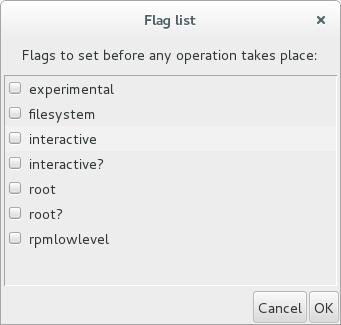 Flag list
Flags to set before any operation takes place:
experimental
filesystem
interactive
interactive?
root
root?
rpmlowlevel
Cancel OK